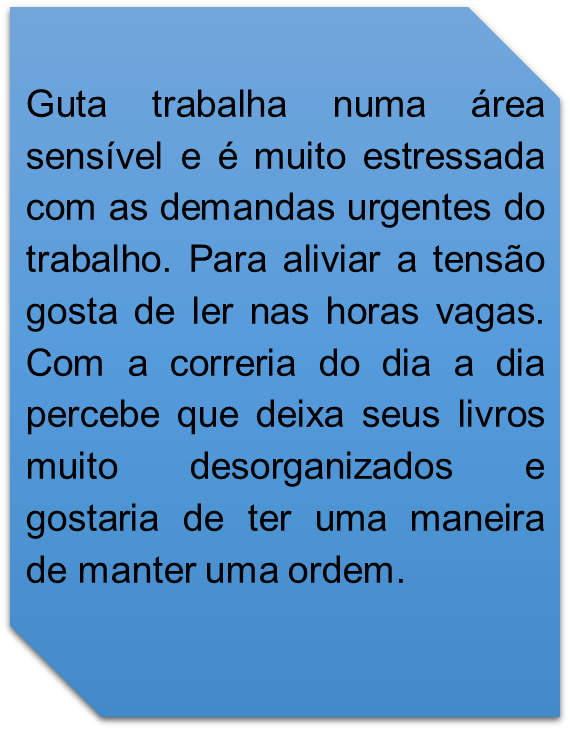 Guta trabalha numa área
sensível e é muito estressada
com as demandas urgentes do
trabalho. Para aliviar a tensão
gosta de ler nas horas vagas.
Com a correria do dia a dia
percebe que deixa seus livros
muito desorganizados e
gostaria de ter uma maneira
de manter uma ordem.